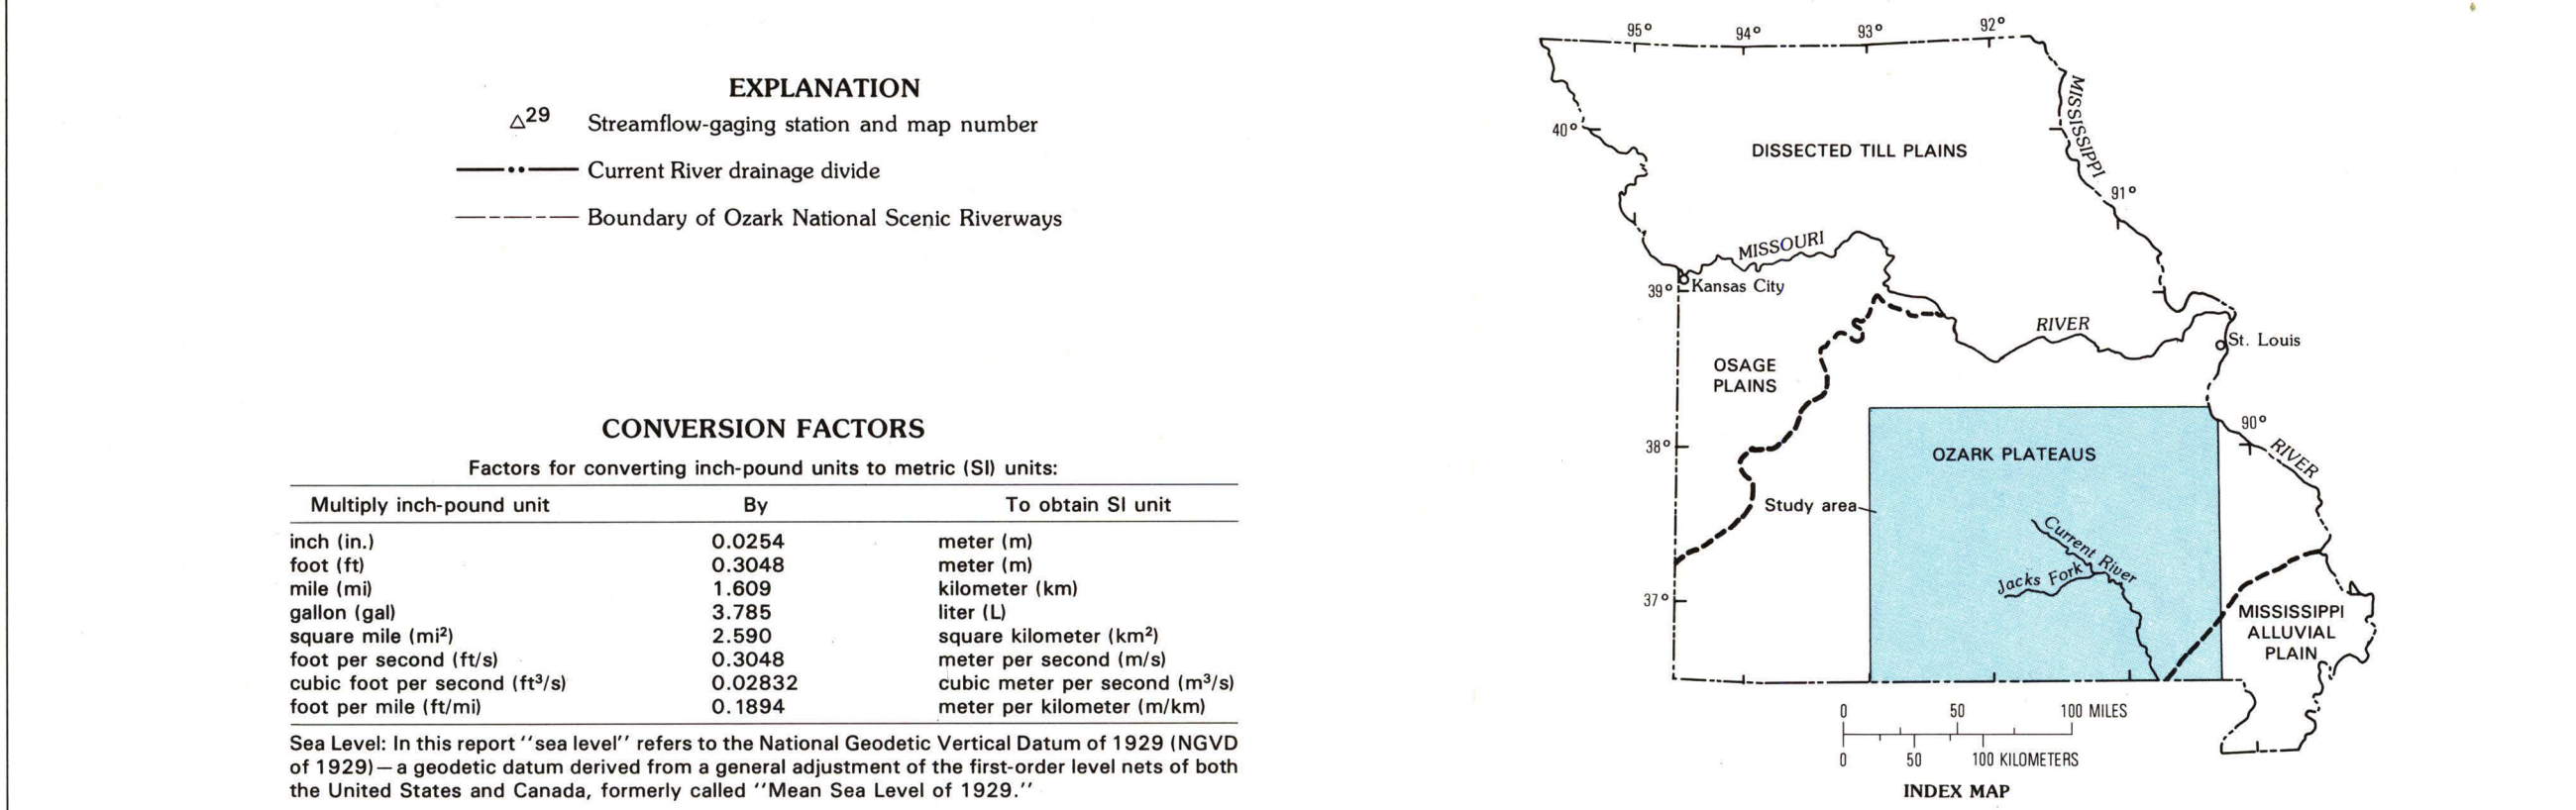 EXPLANATION
△29 Streamflow-gaging station and map number
Current River drainage divide
Boundary of Ozark National Scenic Riverways
CONVERSION FACTORS
Factors for converting inch-pound units to metric (SI) units:
Multiply inch-pound unit By To obtain SI unit
inch (in.) 0.0254 meter (m)
foot (ft) 0.3048 meter (m)
mile (mi) 1.609 kilometer (km)
gallon (gal) 3.785 liter (L)
square mile (mi²) 2.590 square kilometer (km²)
foot per second (ft/s) 0.3048 meter per second (m/s)
cubic foot per second (ft³/s) 0.02832 cubic meter per second (m³/s)
foot per mile (ft/mi) 0.1894 meter per kilometer (m/km)
Sea Level: In this report ''sea level'' refers to the National Geodetic Vertical Datum of 1929 (NGVD
of 1929)—a geodetic datum derived from a general adjustment of the first-order level nets of both
the United States and Canada, formerly called ''Mean Sea Level of 1929.''
95° 94° 93° 92°
MISSISSIPPI
40°
DISSECTED TILL PLAINS
91°
MISSOURI
39°
Kansas City
RIVER
St. Louis
OSAGE
PLAINS
90°
RIVER
38°
OZARK PLATEAUS
Study area
Current River
Jacks Fork
37°
MISSISSIPPI
ALLUVIAL
PLAIN
0 50 100 MILES
0 50 100 KILOMETERS
INDEX MAP